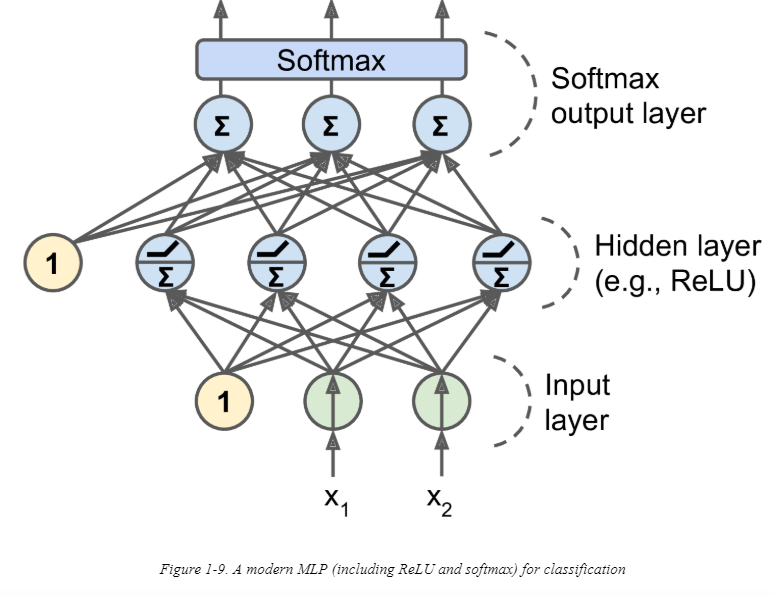 Softmax
Softmax
output layer
Σ Σ Σ
1
Σ Σ Σ Σ
Hidden layer
(e.g., ReLU)
1
Input
layer
x1 x2
Figure 1-9. A modern MLP (including ReLU and softmax) for classification